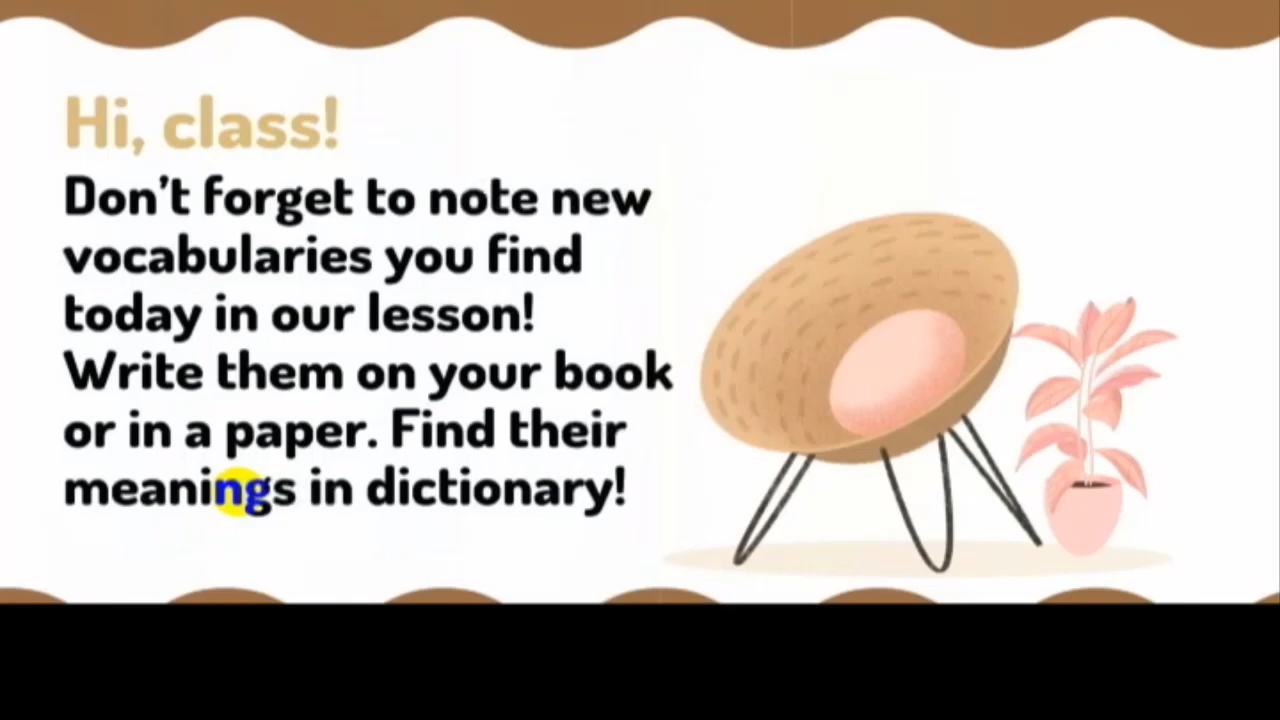 Hi, class!
Don't forget to note new
vocabularies you find
today in our lesson!
Write them on your book
or in a paper. Find their
meanings in dictionary!